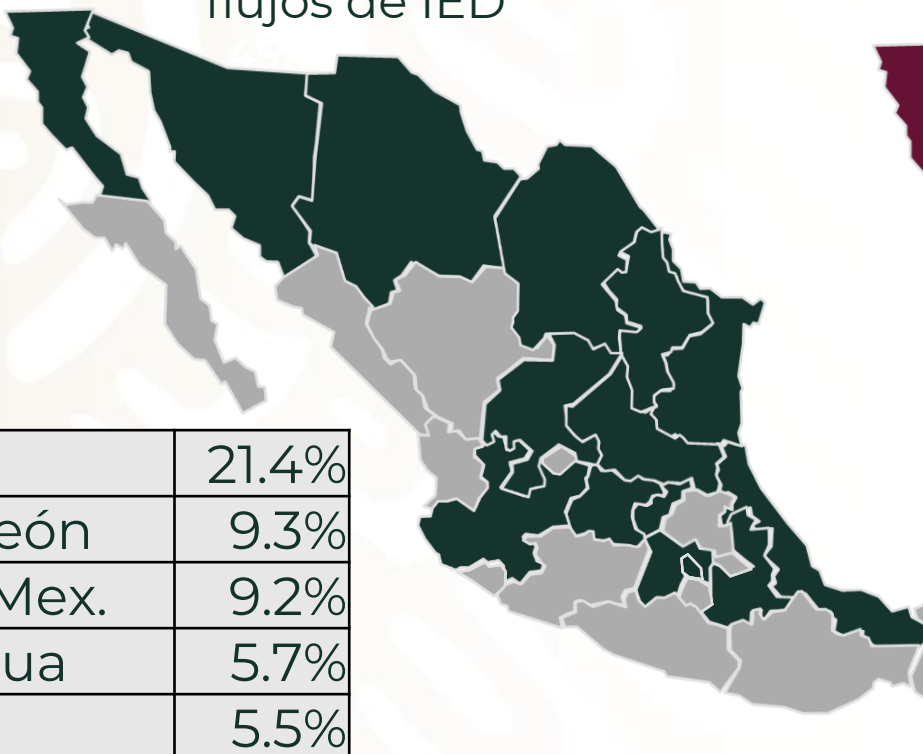 flujos de IED
21.4%
eón 9.3%
Mex. 9.2%
ua 5.7%
5.5%